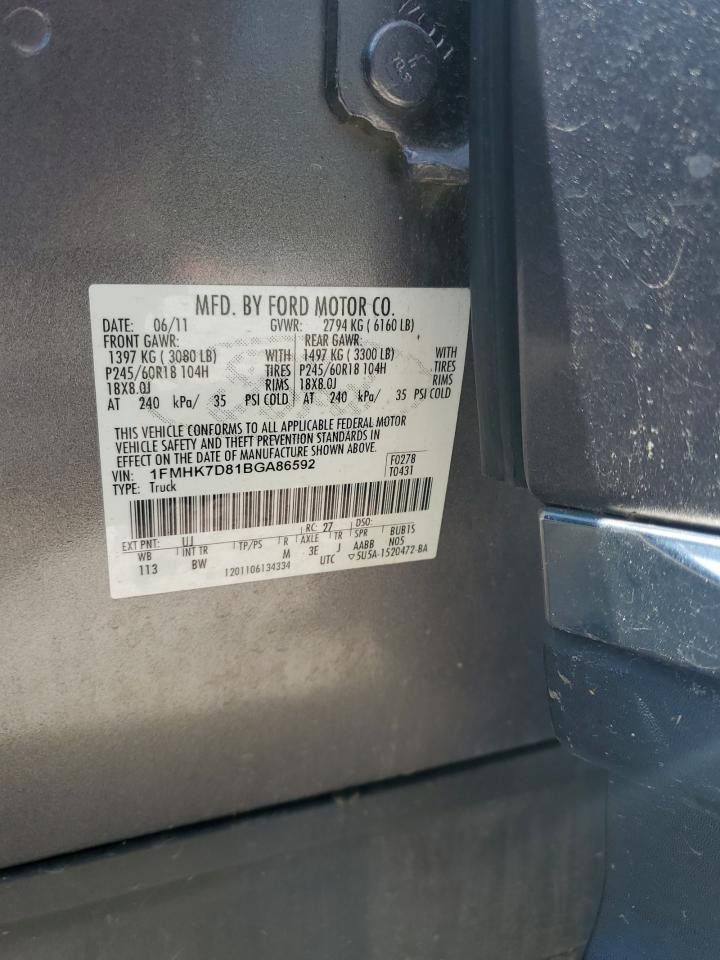 MFD. BY FORD MOTOR CO.
DATE: 06/11 GVWR: 2794 KG ( 6160 LB)
FRONT GAWR: REAR GAWR:
1397 KG ( 3080 LB) WITH 1497 KG ( 3300 LB) WITH
P245/60R18 104H TIRES P245/60R18 104H TIRES
18X8.0J RIMS 18X8.0J RIMS
AT 240 kPa/ 35 PSI COLD AT 240 kPa/ 35 PSI COLD
THIS VEHICLE CONFORMS TO ALL APPLICABLE FEDERAL MOTOR
VEHICLE SAFETY AND THEFT PREVENTION STANDARDS IN
EFFECT ON THE DATE OF MANUFACTURE SHOWN ABOVE.
VIN: 1FMHK7D81BGA86592 F0278
TYPE: Truck T0431
EXT PNT: UJ RC: 27 DSO:
WB INT TR TP/PS R AXLE TR SPR BUB15
113 BW M 3E J AABB N05
1201106134334 UTC ▽5U5A-1520472-BA